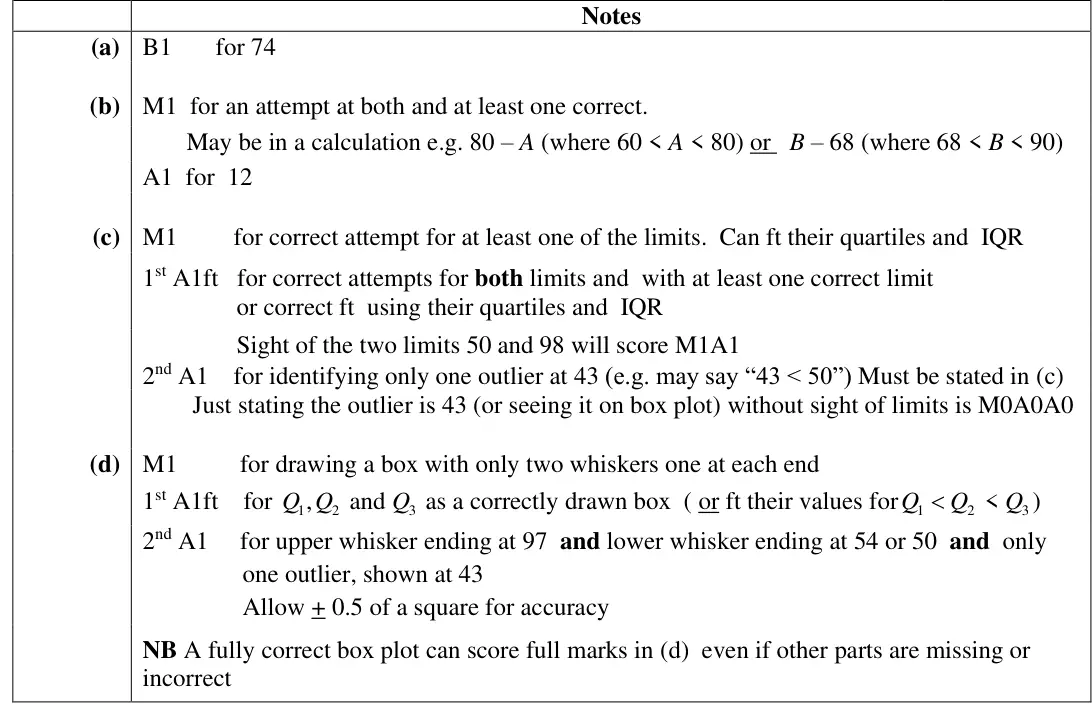 Notes
(a) B1 for 74
(b) M1 for an attempt at both and at least one correct.
May be in a calculation e.g. 80 – A (where 60 < A < 80) or B – 68 (where 68 < B < 90)
A1 for 12
(c) M1 for correct attempt for at least one of the limits. Can ft their quartiles and IQR
1st A1ft for correct attempts for both limits and with at least one correct limit
or correct ft using their quartiles and IQR
Sight of the two limits 50 and 98 will score M1A1
2nd A1 for identifying only one outlier at 43 (e.g. may say “43 < 50”) Must be stated in (c)
Just stating the outlier is 43 (or seeing it on box plot) without sight of limits is M0A0A0
(d) M1 for drawing a box with only two whiskers one at each end
1st A1ft for Q₁, Q₂ and Q₃ as a correctly drawn box ( or ft their values for Q₁ < Q₂ < Q₃ )
2nd A1 for upper whisker ending at 97 and lower whisker ending at 54 or 50 and only
one outlier, shown at 43
Allow ± 0.5 of a square for accuracy
NB A fully correct box plot can score full marks in (d) even if other parts are missing or
incorrect